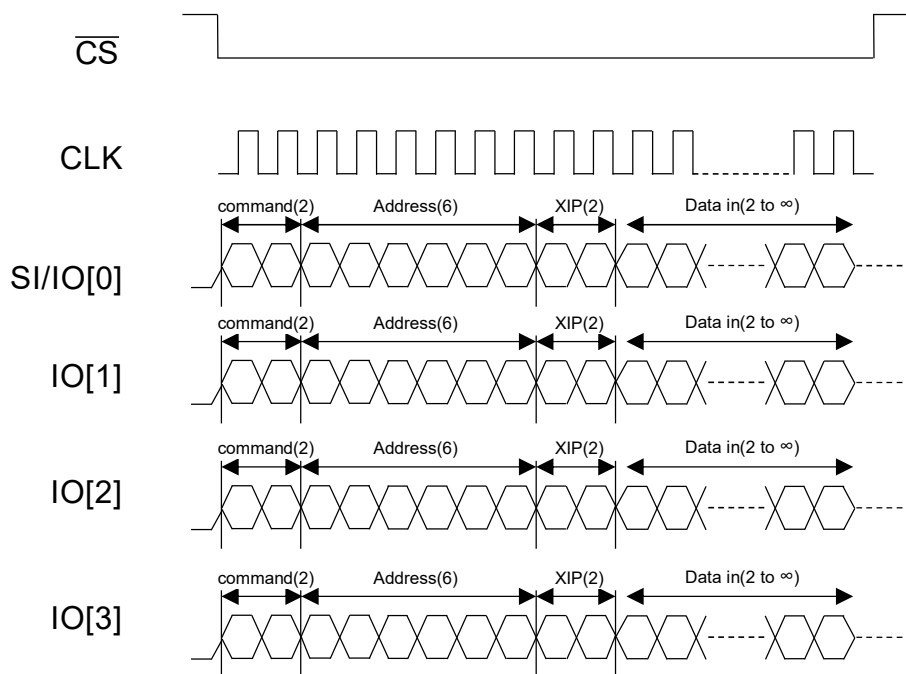 CS
CLK
command(2) Address(6) XIP(2) Data in(2 to ∞)
SI/IO[0]
command(2) Address(6) XIP(2) Data in(2 to ∞)
IO[1]
command(2) Address(6) XIP(2) Data in(2 to ∞)
IO[2]
command(2) Address(6) XIP(2) Data in(2 to ∞)
IO[3]